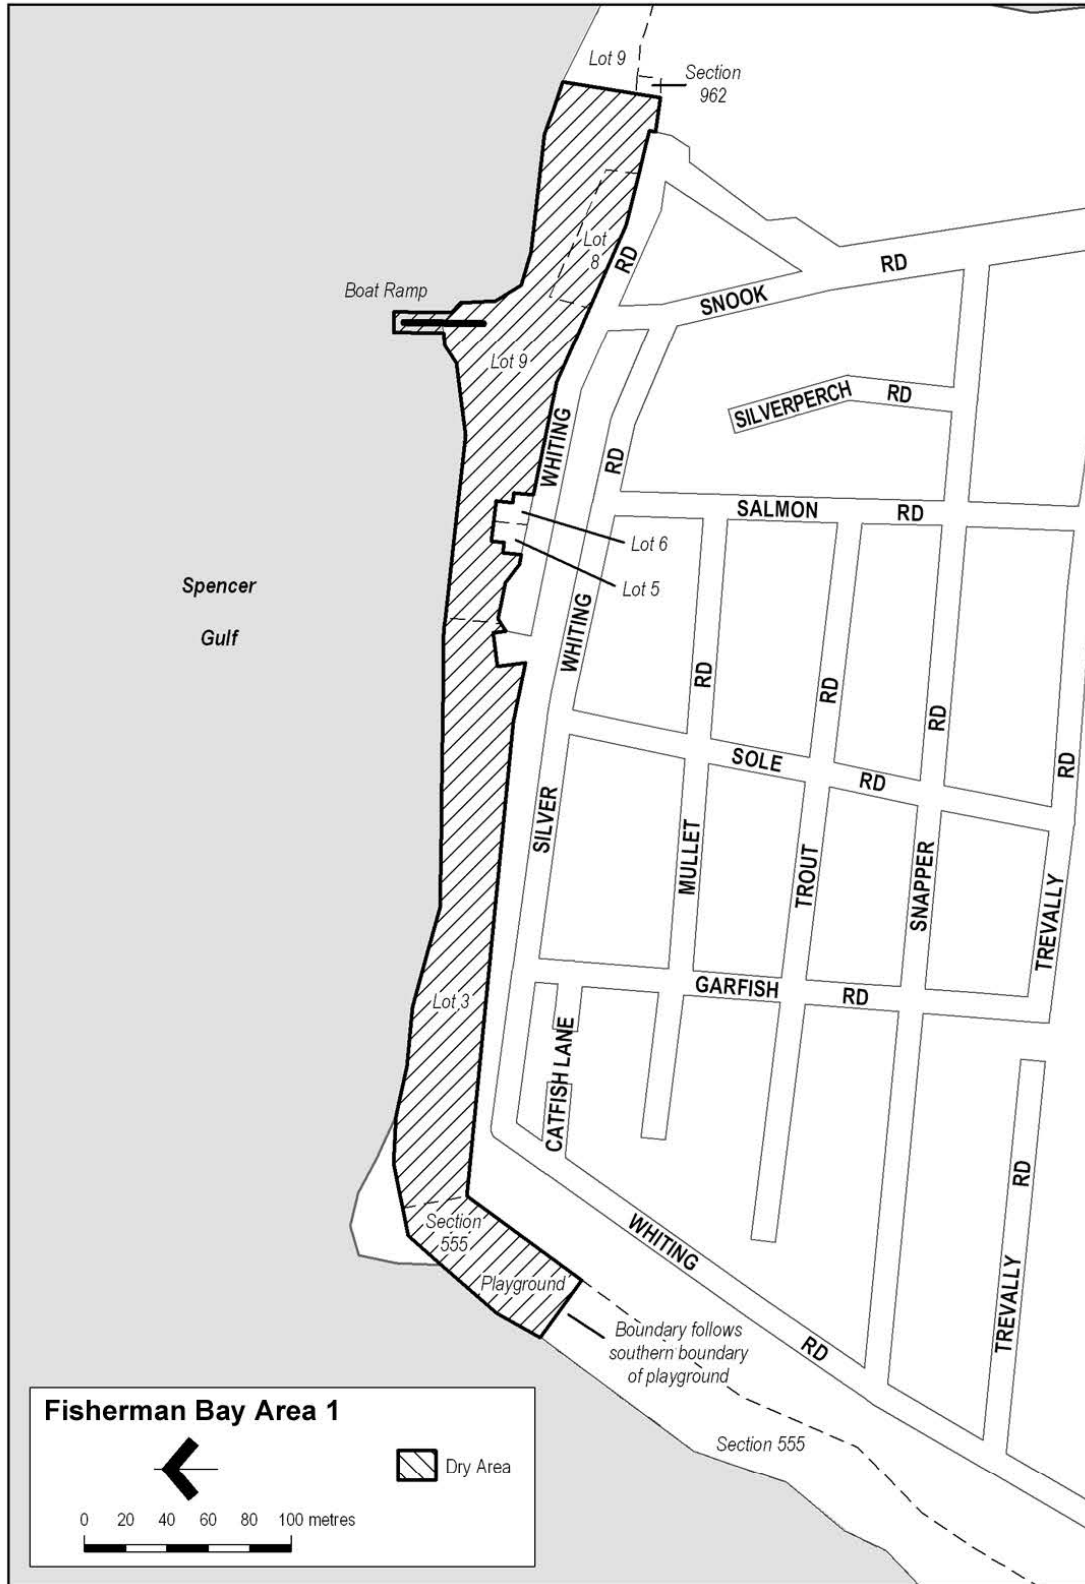 Lot 9
Section
962
Lot
8
RD
RD
SNOOK
Boat Ramp
Lot 9
SILVERPERCH
RD
WHITING
RD
RD
SALMON
RD
Lot 6
Lot 5
Spencer
Gulf
WHITING
RD
RD
RD
RD
SOLE
RD
SILVER
MULLET
TROUT
SNAPPER
TREVALLY
GARFISH
RD
Lot 3
CATFISH LANE
RD
Section
555
WHITING
Playground
TREVALLY
RD
Boundary follows
southern boundary
of playground
Section 555
Fisherman Bay Area 1
Dry Area
0 20 40 60 80 100 metres